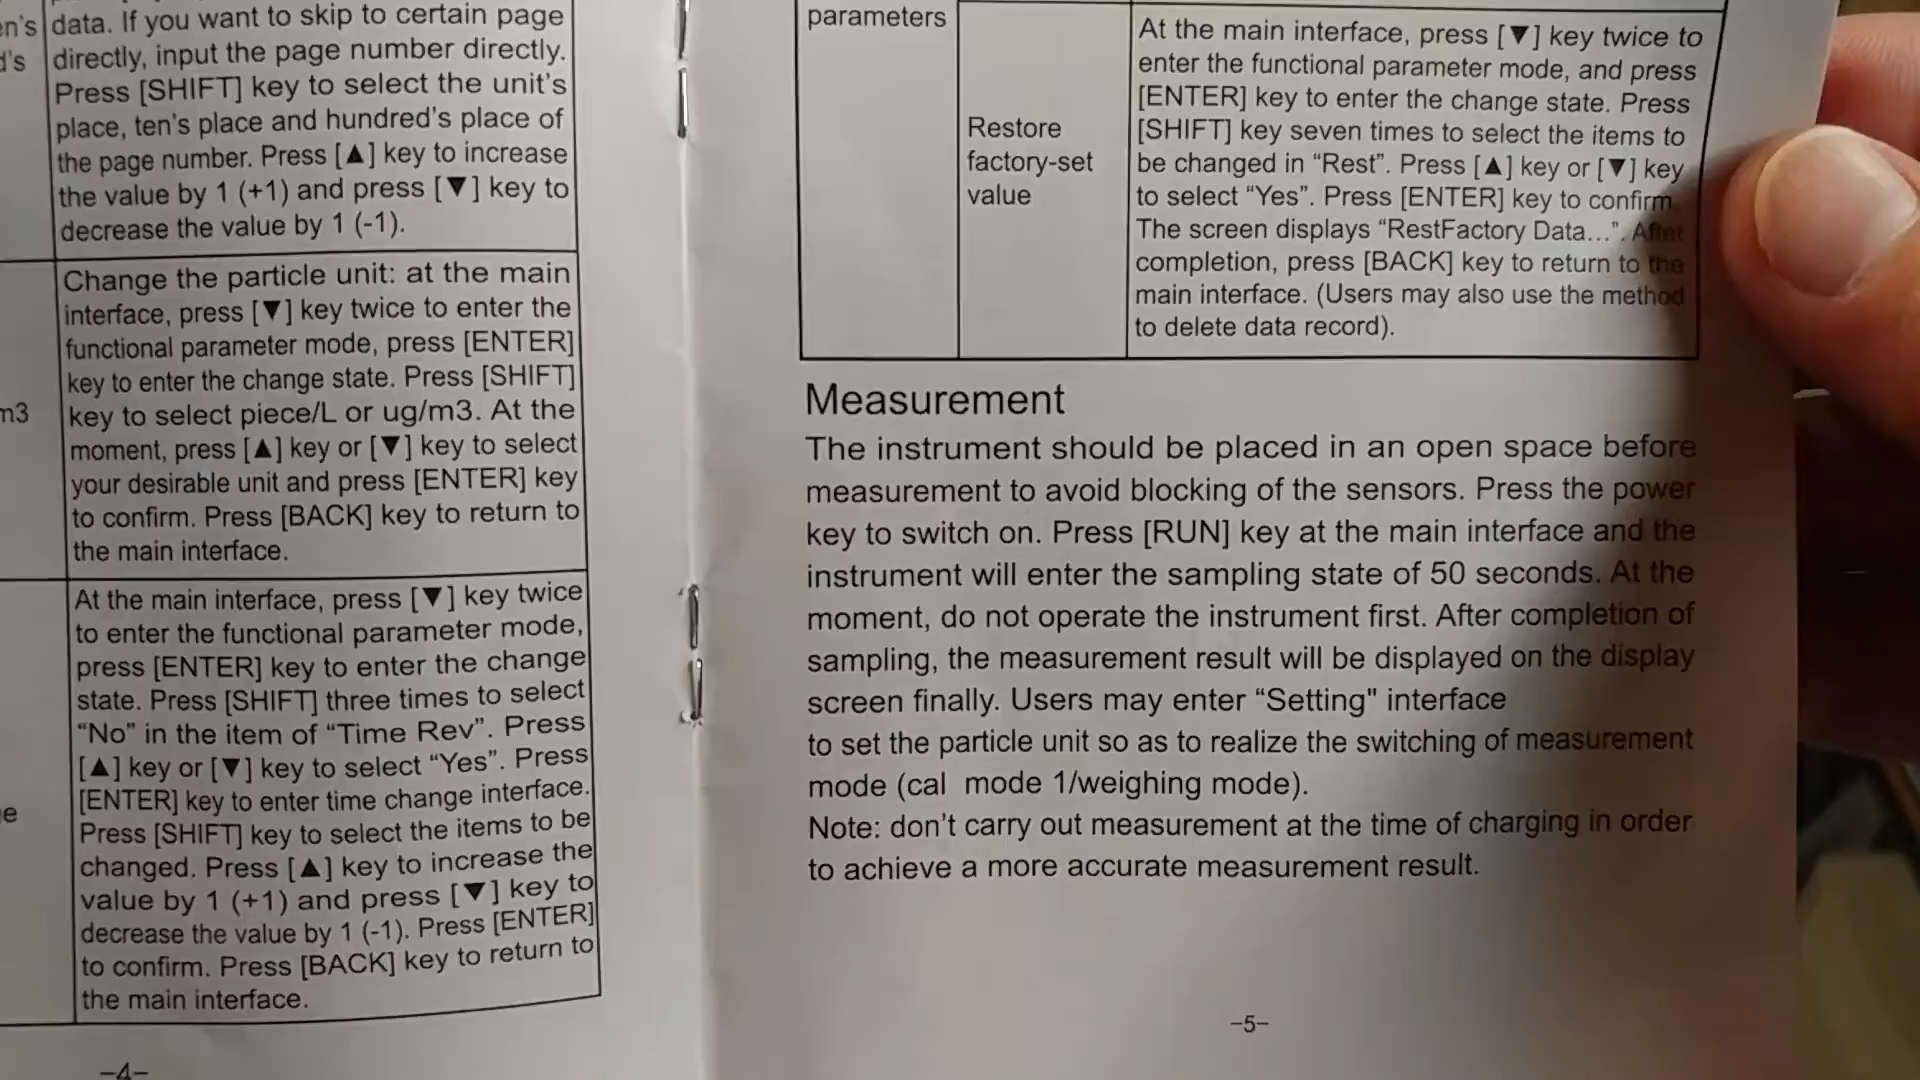 en's
d's
data. If you want to skip to certain page
directly, input the page number directly.
Press [SHIFT] key to select the unit's
place, ten's place and hundred's place of
the page number. Press [▲] key to increase
the value by 1 (+1) and press [▼] key to
decrease the value by 1 (-1).
m3
Change the particle unit: at the main
interface, press [▼] key twice to enter the
functional parameter mode, press [ENTER]
key to enter the change state. Press [SHIFT]
key to select piece/L or ug/m3. At the
moment, press [▲] key or [▼] key to select
your desirable unit and press [ENTER] key
to confirm. Press [BACK] key to return to
the main interface.
e
At the main interface, press [▼] key twice
to enter the functional parameter mode,
press [ENTER] key to enter the change
state. Press [SHIFT] three times to select
“No” in the item of “Time Rev”. Press
[▲] key or [▼] key to select “Yes”. Press
[ENTER] key to enter time change interface.
Press [SHIFT] key to select the items to be
changed. Press [▲] key to increase the
value by 1 (+1) and press [▼] key to
decrease the value by 1 (-1). Press [ENTER]
to confirm. Press [BACK] key to return to
the main interface.
–4–
parameters
Restore
factory-set
value
At the main interface, press [▼] key twice to
enter the functional parameter mode, and press
[ENTER] key to enter the change state. Press
[SHIFT] key seven times to select the items to
be changed in “Rest”. Press [▲] key or [▼] key
to select “Yes”. Press [ENTER] key to confirm.
The screen displays “RestFactory Data...”. After
completion, press [BACK] key to return to the
main interface. (Users may also use the method
to delete data record).
Measurement
The instrument should be placed in an open space before
measurement to avoid blocking of the sensors. Press the power
key to switch on. Press [RUN] key at the main interface and the
instrument will enter the sampling state of 50 seconds. At the
moment, do not operate the instrument first. After completion of
sampling, the measurement result will be displayed on the display
screen finally. Users may enter “Setting" interface
to set the particle unit so as to realize the switching of measurement
mode (cal mode 1/weighing mode).
Note: don't carry out measurement at the time of charging in order
to achieve a more accurate measurement result.
–5–